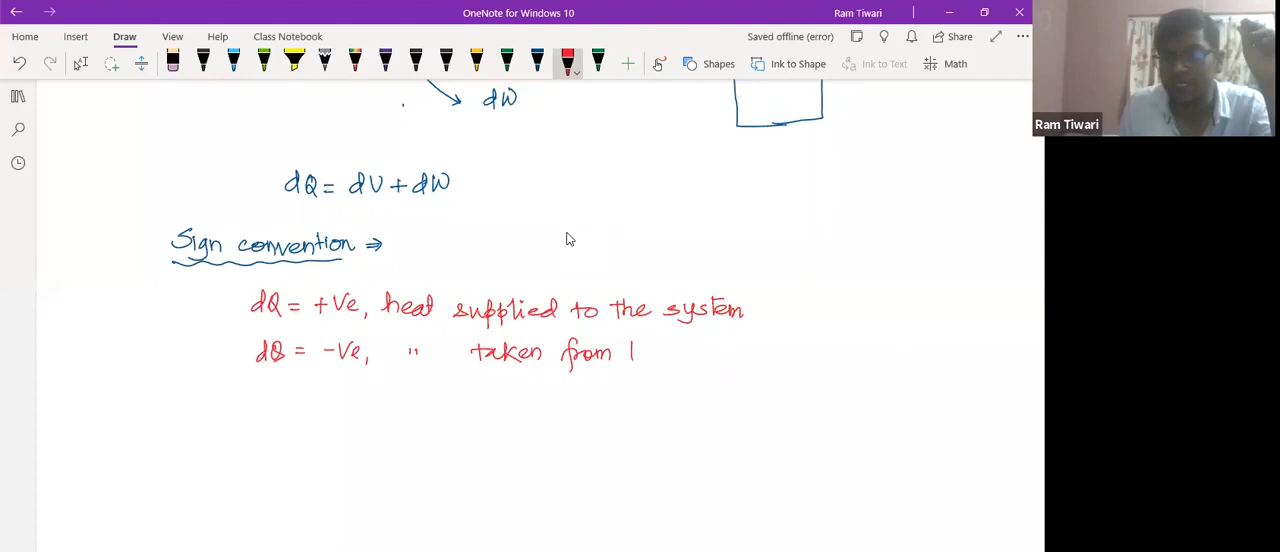 OneNote for Windows 10
Ram Tiwari
Home Insert Draw View Help Class Notebook
Saved offline (error)
Share
Shapes
Ink to Shape
Ink to Text
Math
Ram Tiwari
dW
dQ = dU + dW
Sign convention ⇒
dQ = +ve, heat supplied to the system
dQ = -ve, " taken from